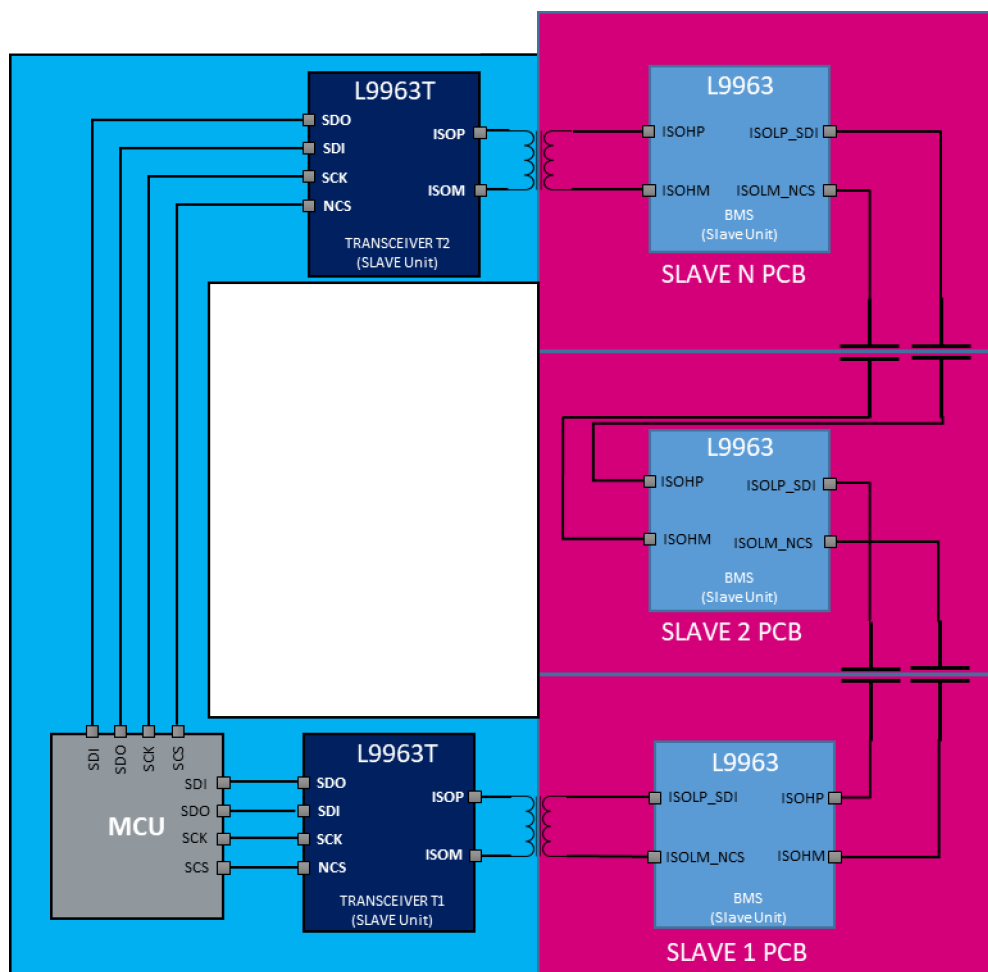 L9963T
SDO
SDI
SCK
NCS
ISOP
ISOM
TRANSCEIVER T2
(SLAVE Unit)
L9963
ISOHP
ISOLP_SDI
ISOHM
ISOLM_NCS
BMS
(Slave Unit)
SLAVE N PCB
L9963
ISOHP
ISOLP_SDI
ISOHM
ISOLM_NCS
BMS
(Slave Unit)
SLAVE 2 PCB
SDI
SDO
SCK
SCS
SDI
SDO
SCK
SCS
MCU
L9963T
SDO
SDI
SCK
NCS
ISOP
ISOM
TRANSCEIVER T1
(SLAVE Unit)
L9963
ISOLP_SDI
ISOHP
ISOLM_NCS
ISOHM
BMS
(Slave Unit)
SLAVE 1 PCB